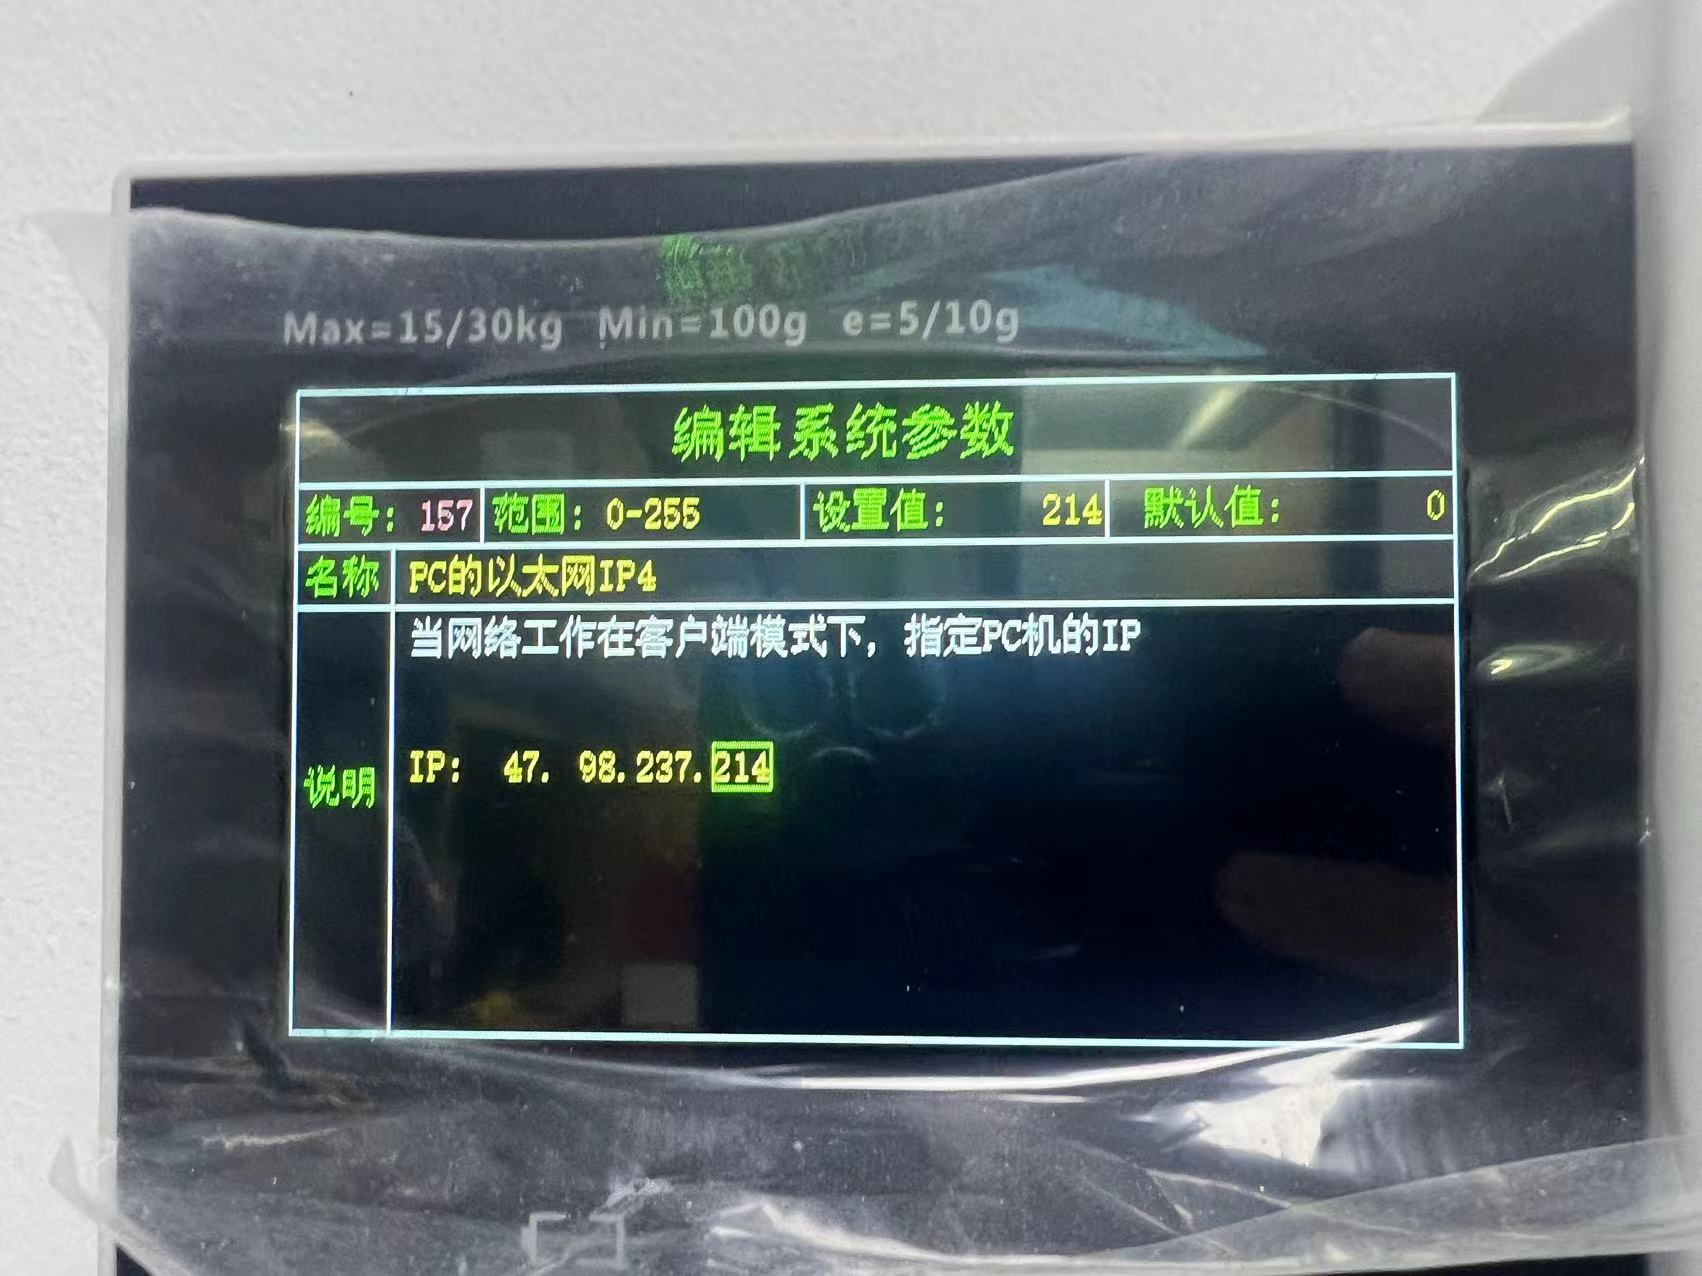 Max=15/30kg Min=100g e=5/10g
编辑系统参数
编号: 157 范围: 0-255 设置值: 214 默认值: 0
名称 PC的以太网IP4
当网络工作在客户端模式下, 指定PC机的IP
说明 IP: 47. 98.237.214